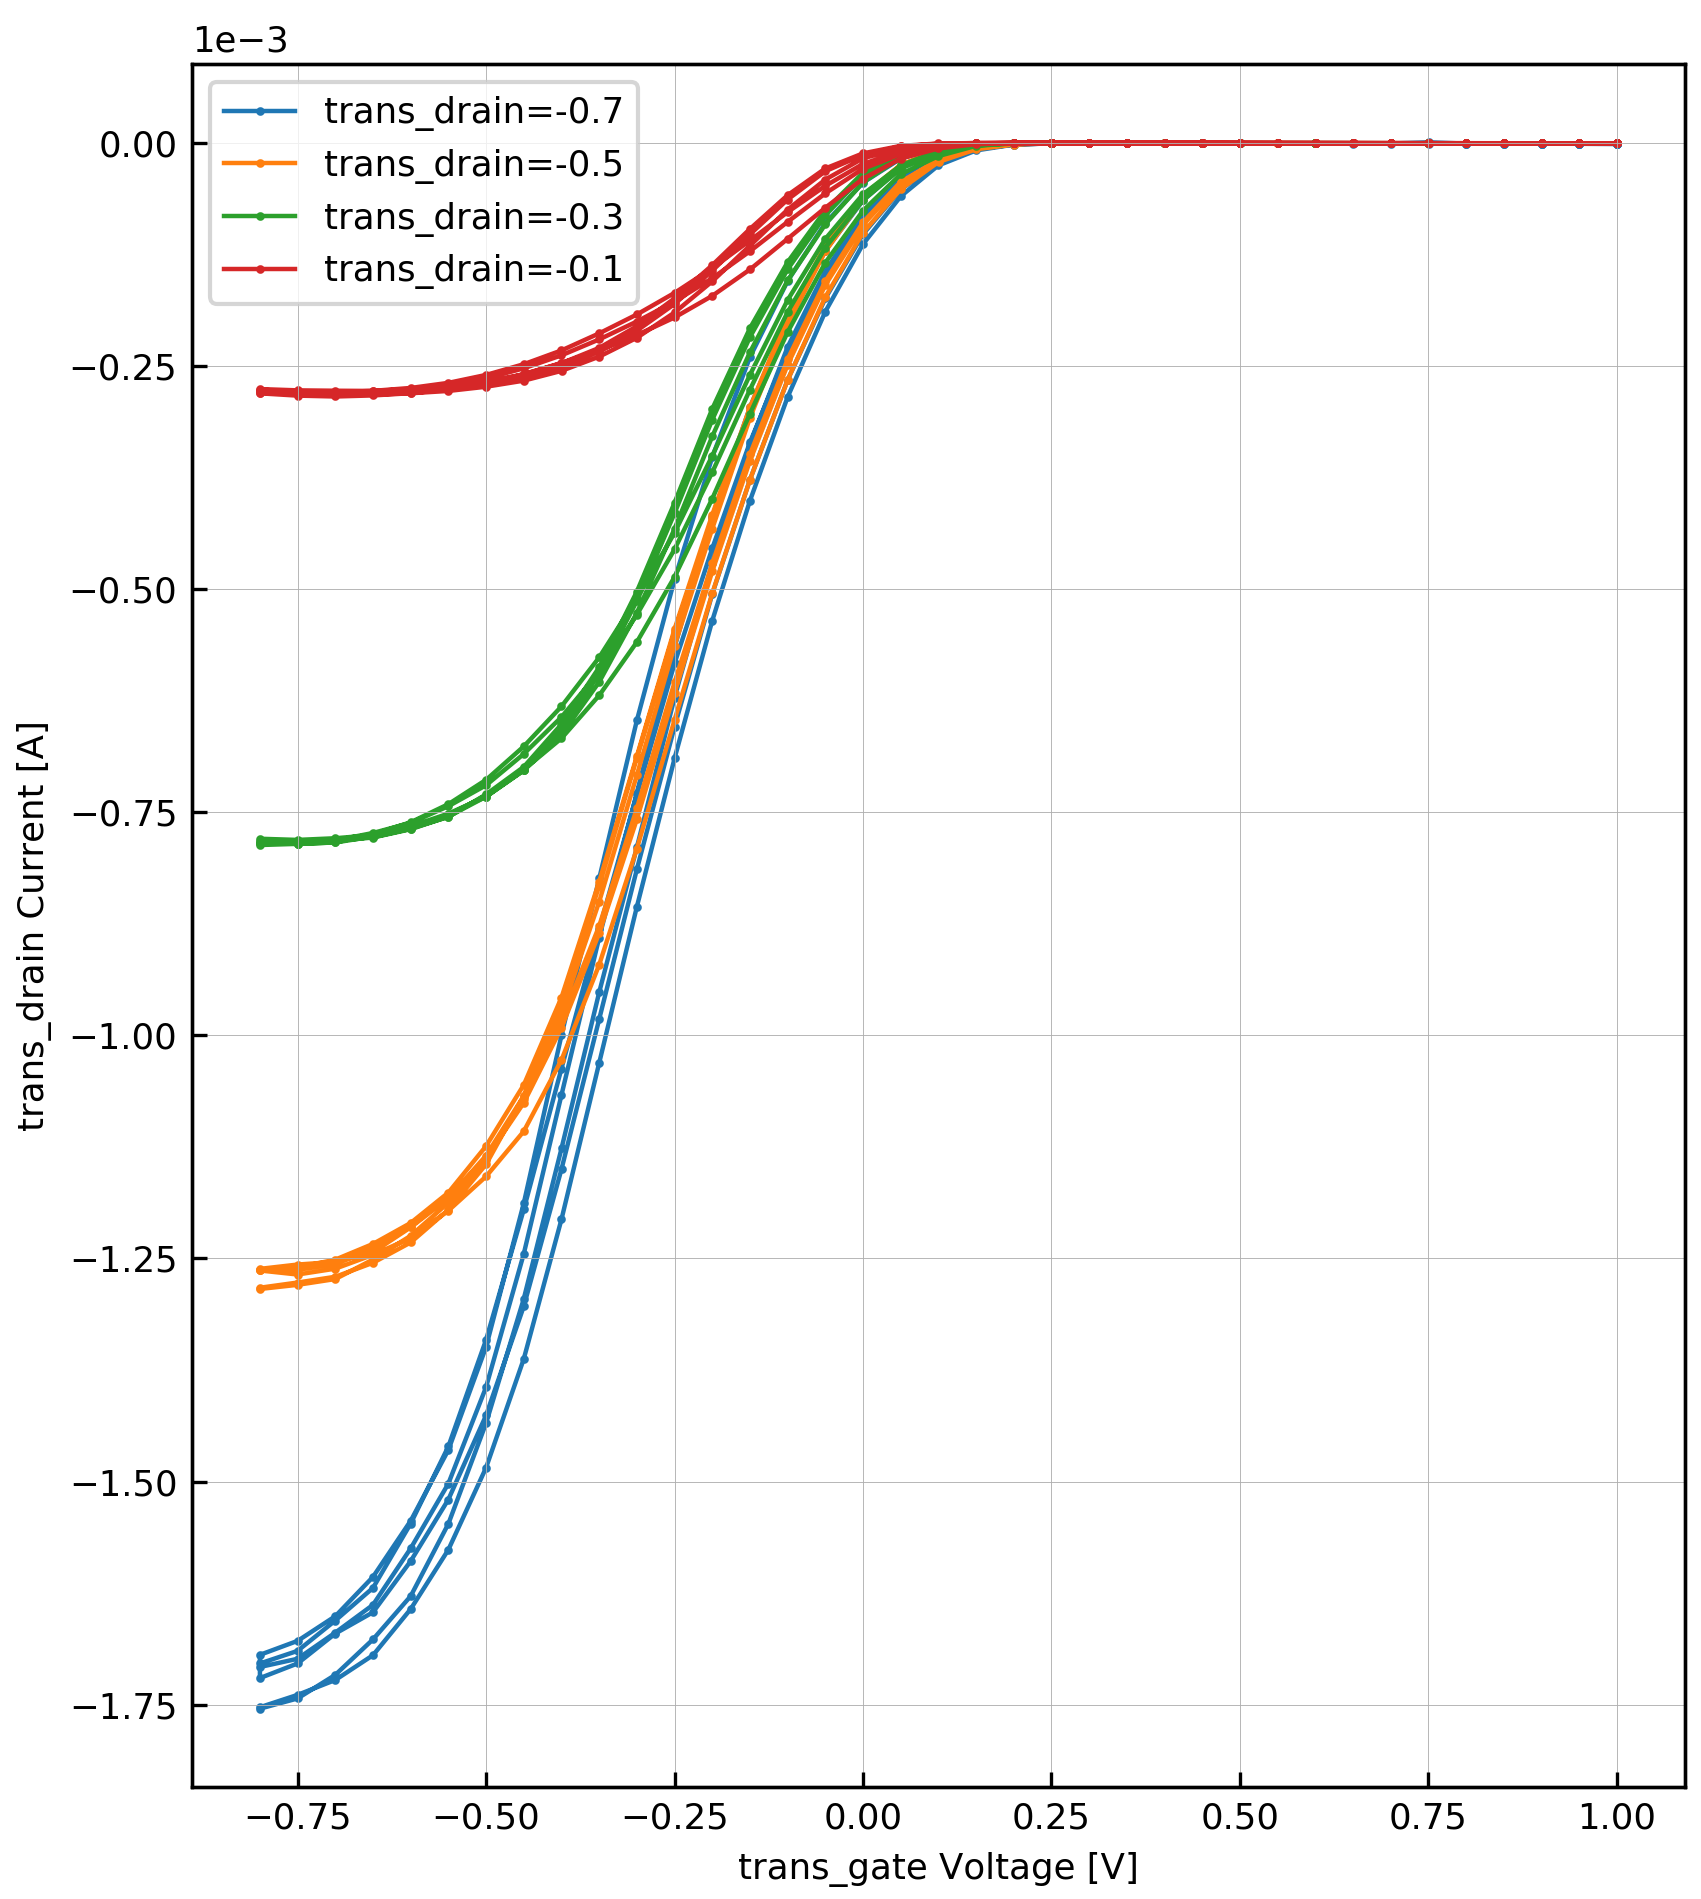 1e−3
trans_drain=-0.7
trans_drain=-0.5
trans_drain=-0.3
trans_drain=-0.1
0.00
−0.25
−0.50
−0.75
−1.00
−1.25
−1.50
−1.75
trans_drain Current [A]
−0.75 −0.50 −0.25 0.00 0.25 0.50 0.75 1.00
trans_gate Voltage [V]